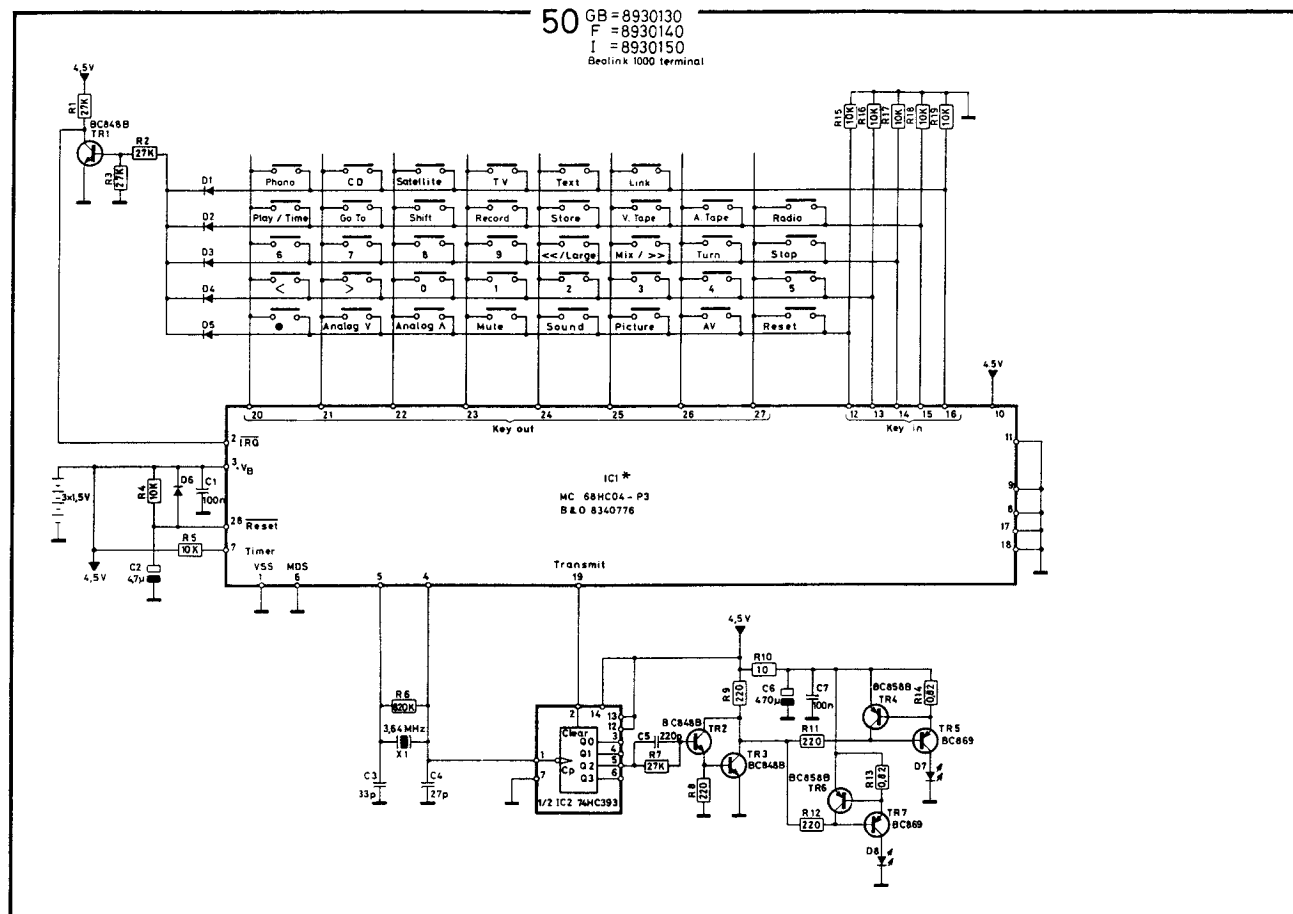 50 GB = 8930130
F = 8930140
I = 8930150
Beolink 1000 terminal
4,5V
R1 27K
BC848B
TR1
R2
27K
R3 27K
R15 10K
R16 10K
R17 10K
R18 10K
R19 10K
D1 Phono CD Satellite TV Text Link
D2 Play / Time Go To Shift Record Store V. Tape A. Tape Radio
D3 6 7 8 9 <</Large Mix / >> Turn Stop
D4 < > 0 1 2 3 4 5
D5 ● Analog V Analog Λ Mute Sound Picture AV Reset
4.5V
20 21 22 23 24 25 26 27 12 13 14 15 16 10
Key out Key in
2 IRQ
3 +VB
11
3x1,5V
R4 10K
D6
C1
100n
IC1 *
MC 68HC04-P3
B&O 8340776
9
8
17
18
28 Reset
R5
10K
7 Timer
4,5V
C2
47µ
VSS MDS Transmit
1 6 5 4 19
4,5V
R6
820K
3,64 MHz
X1
C3
33p
C4
27p
2 14 13
12
Clear
Q0 3
Q1 4
Q2 5
Q3 6
1 Cp
7
1/2 IC2 74HC393
C5 220p
R7
27K
BC848B
TR2
R8 220
R9 220
TR3
BC848B
R10
10
C6
470µ
C7
100n
BC858B
TR4
R14 0,82
R11
220
TR5
BC869
D7
BC858B
TR6
R13 0,82
R12
220
TR7
BC869
D8